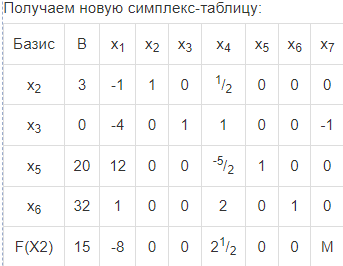 Получаем новую симплекс-таблицу:
Базис B x1 x2 x3 x4 x5 x6 x7
x2 3 -1 1 0 1/2 0 0 0
x3 0 -4 0 1 1 0 0 -1
x5 20 12 0 0 -5/2 1 0 0
x6 32 1 0 0 2 0 1 0
F(X2) 15 -8 0 0 21/2 0 0 M